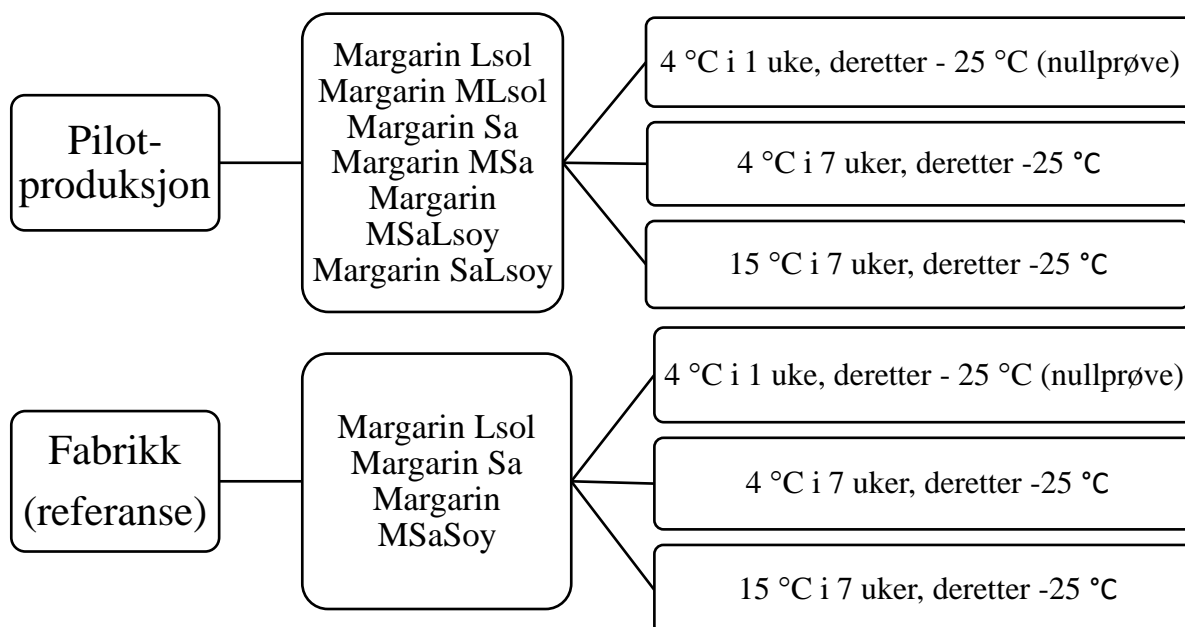 Pilot-
produksjon
Margarin Lsol
Margarin MLsol
Margarin Sa
Margarin MSa
Margarin
MSaLsoy
Margarin SaLsoy
4 °C i 1 uke, deretter - 25 °C (nullprøve)
4 °C i 7 uker, deretter -25 °C
15 °C i 7 uker, deretter -25 °C
Fabrikk
(referanse)
Margarin Lsol
Margarin Sa
Margarin
MSaSoy
4 °C i 1 uke, deretter - 25 °C (nullprøve)
4 °C i 7 uker, deretter -25 °C
15 °C i 7 uker, deretter -25 °C